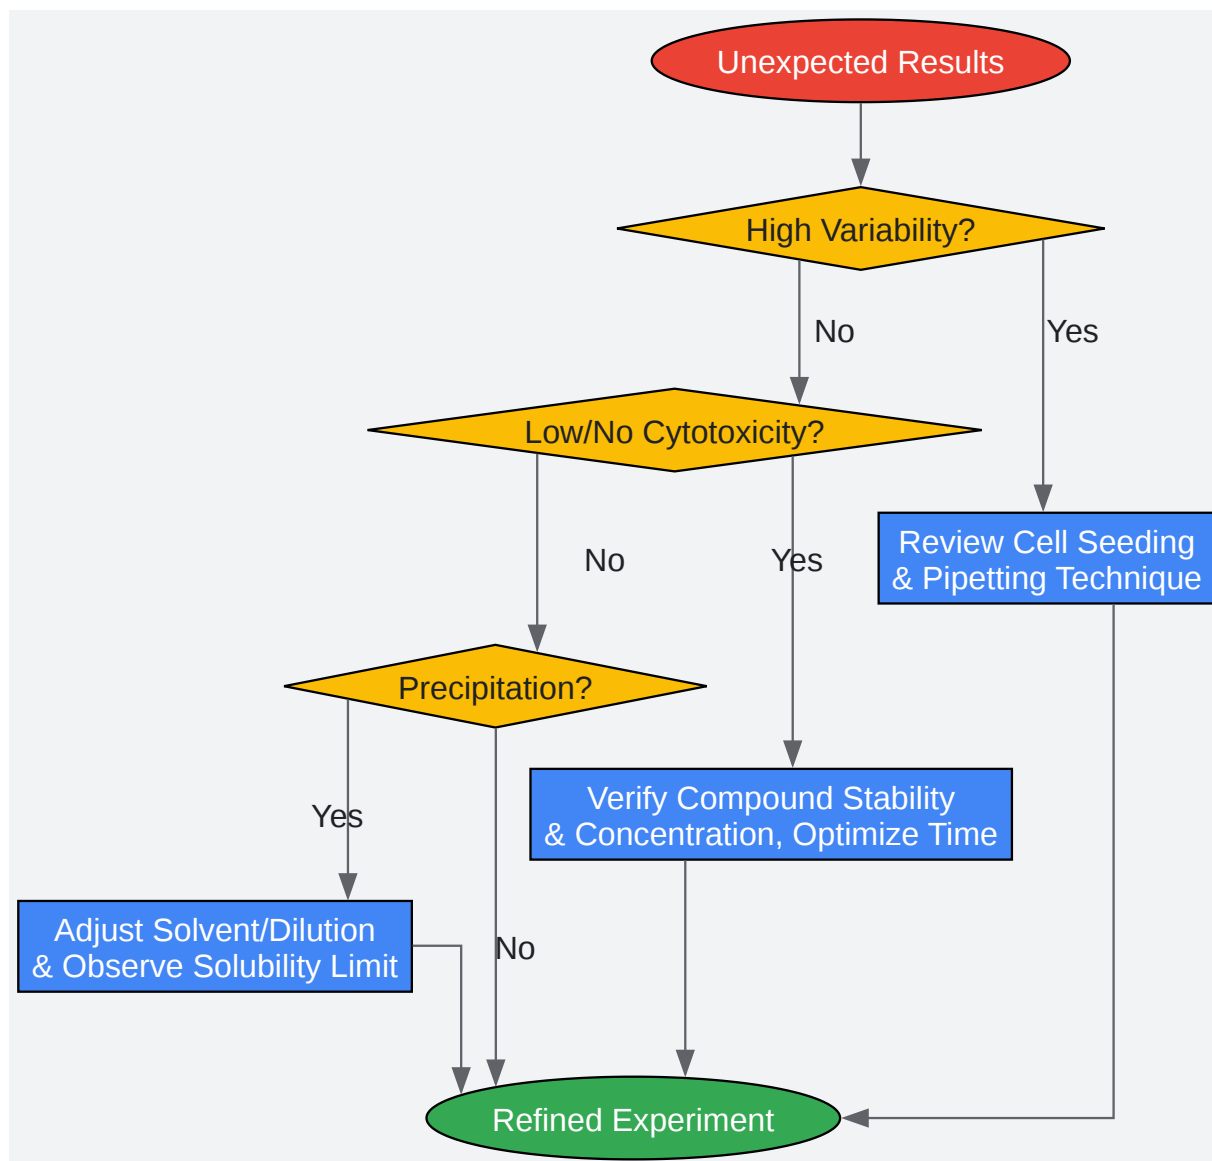 Unexpected Results
High Variability?
No
Yes
Low/No Cytotoxicity?
No
Yes
Review Cell Seeding
& Pipetting Technique
Precipitation?
Yes
No
Verify Compound Stability
& Concentration, Optimize Time
Adjust Solvent/Dilution
& Observe Solubility Limit
Refined Experiment